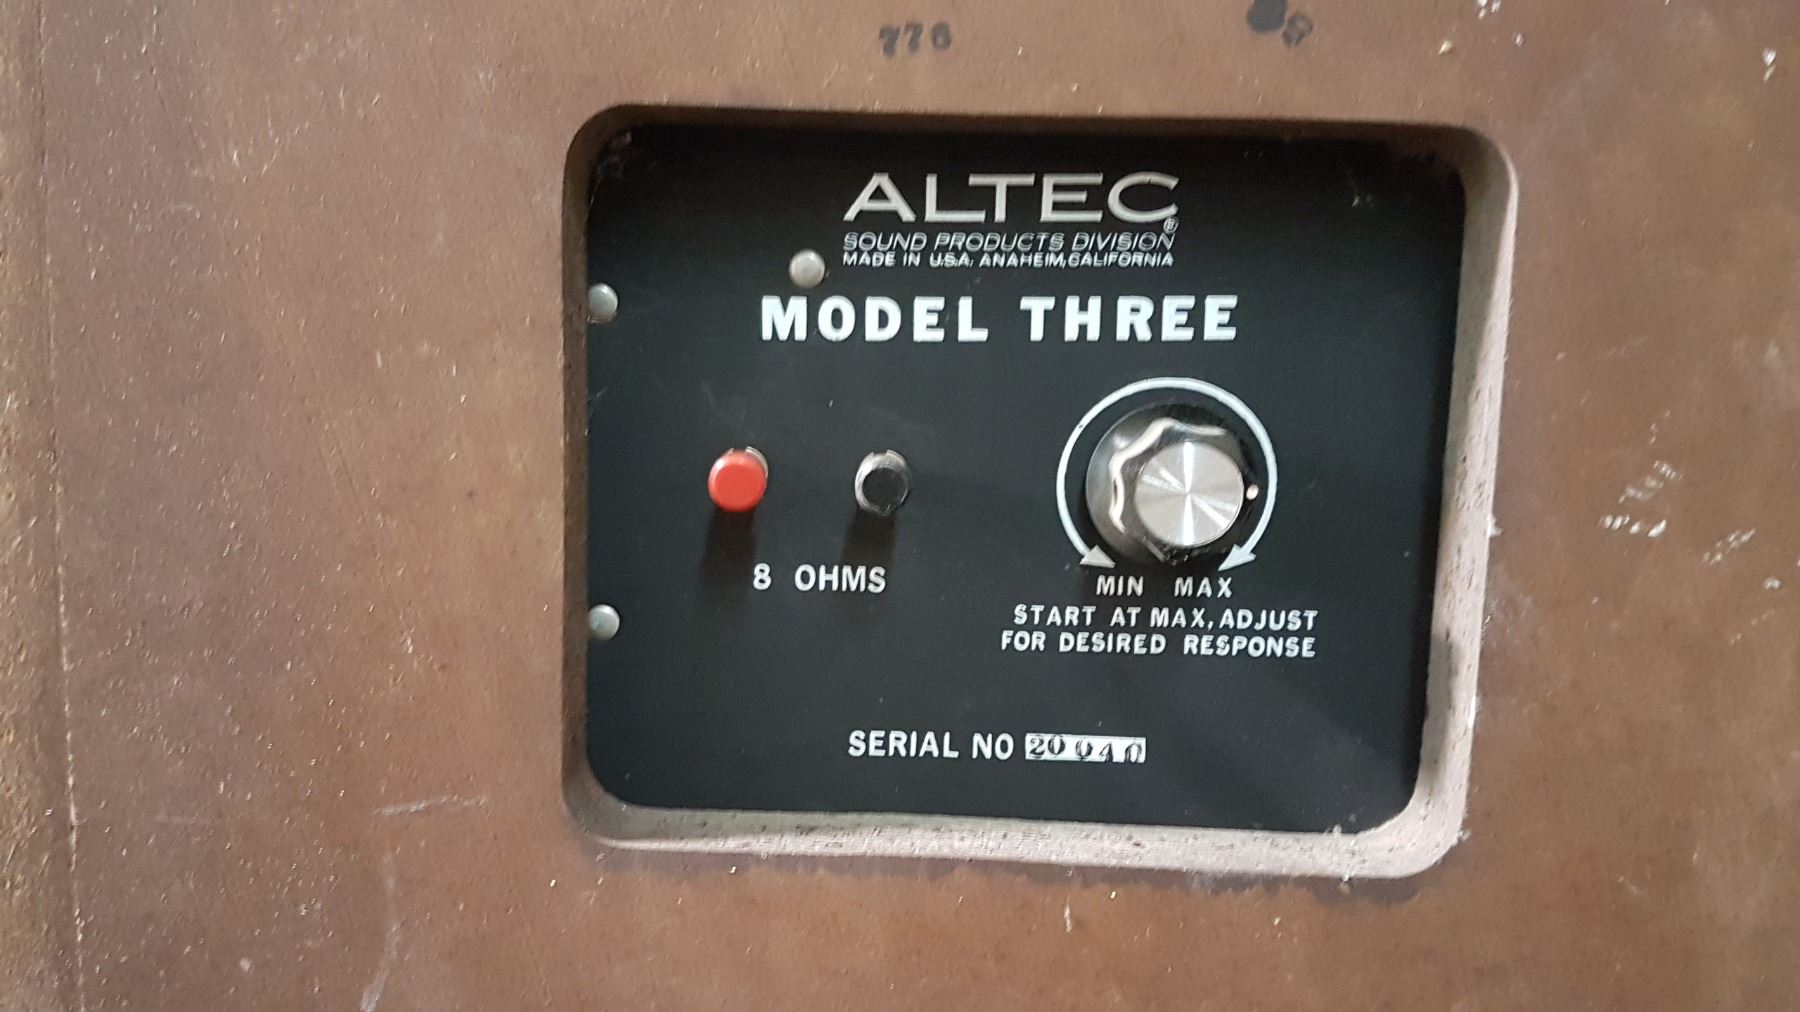 776
ALTEC®
SOUND PRODUCTS DIVISION
MADE IN U.S.A. ANAHEIM, CALIFORNIA
MODEL THREE
8 OHMS
MIN MAX
START AT MAX, ADJUST
FOR DESIRED RESPONSE
SERIAL NO 20040